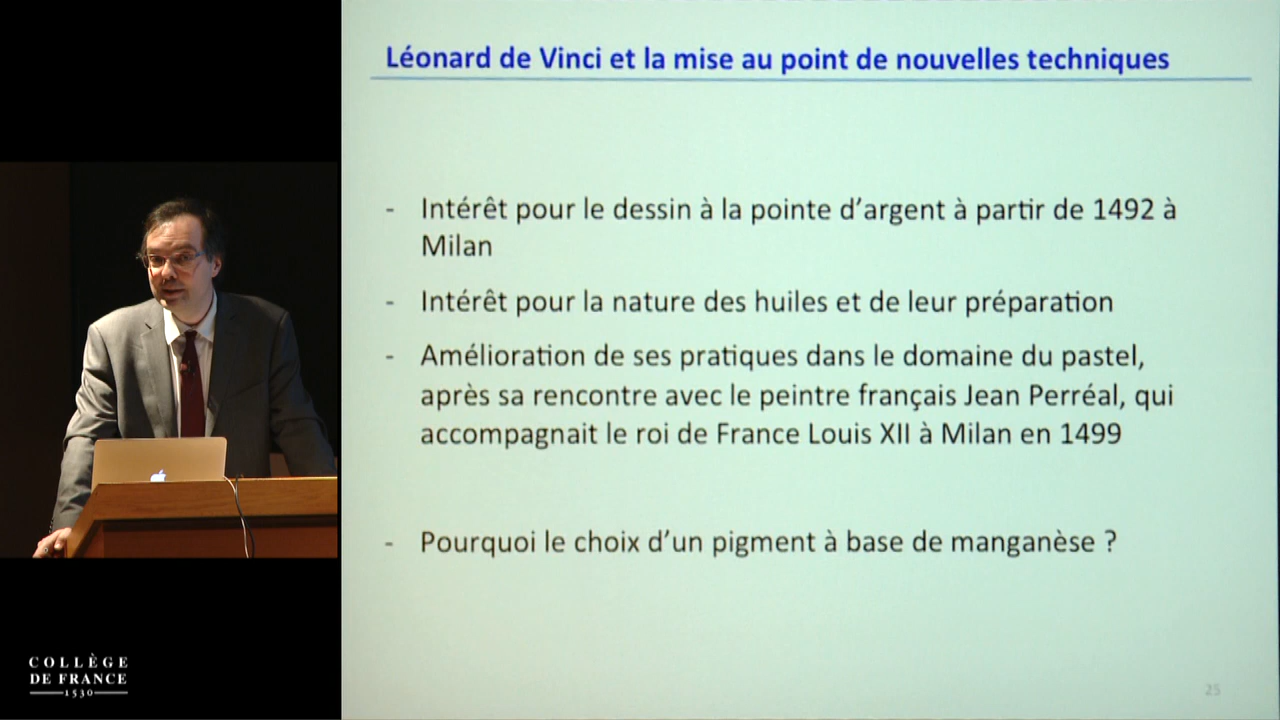 Léonard de Vinci et la mise au point de nouvelles techniques
- Intérêt pour le dessin à la pointe d'argent à partir de 1492 à
Milan
- Intérêt pour la nature des huiles et de leur préparation
- Amélioration de ses pratiques dans le domaine du pastel,
après sa rencontre avec le peintre français Jean Perréal, qui
accompagnait le roi de France Louis XII à Milan en 1499
- Pourquoi le choix d'un pigment à base de manganèse ?
25
COLLÈGE
DE FRANCE
1530